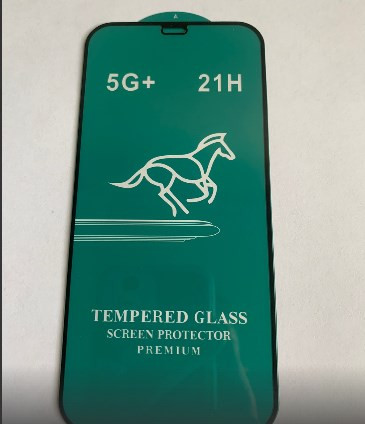 5G+ 21H
TEMPERED GLASS
SCREEN PROTECTOR
PREMIUM